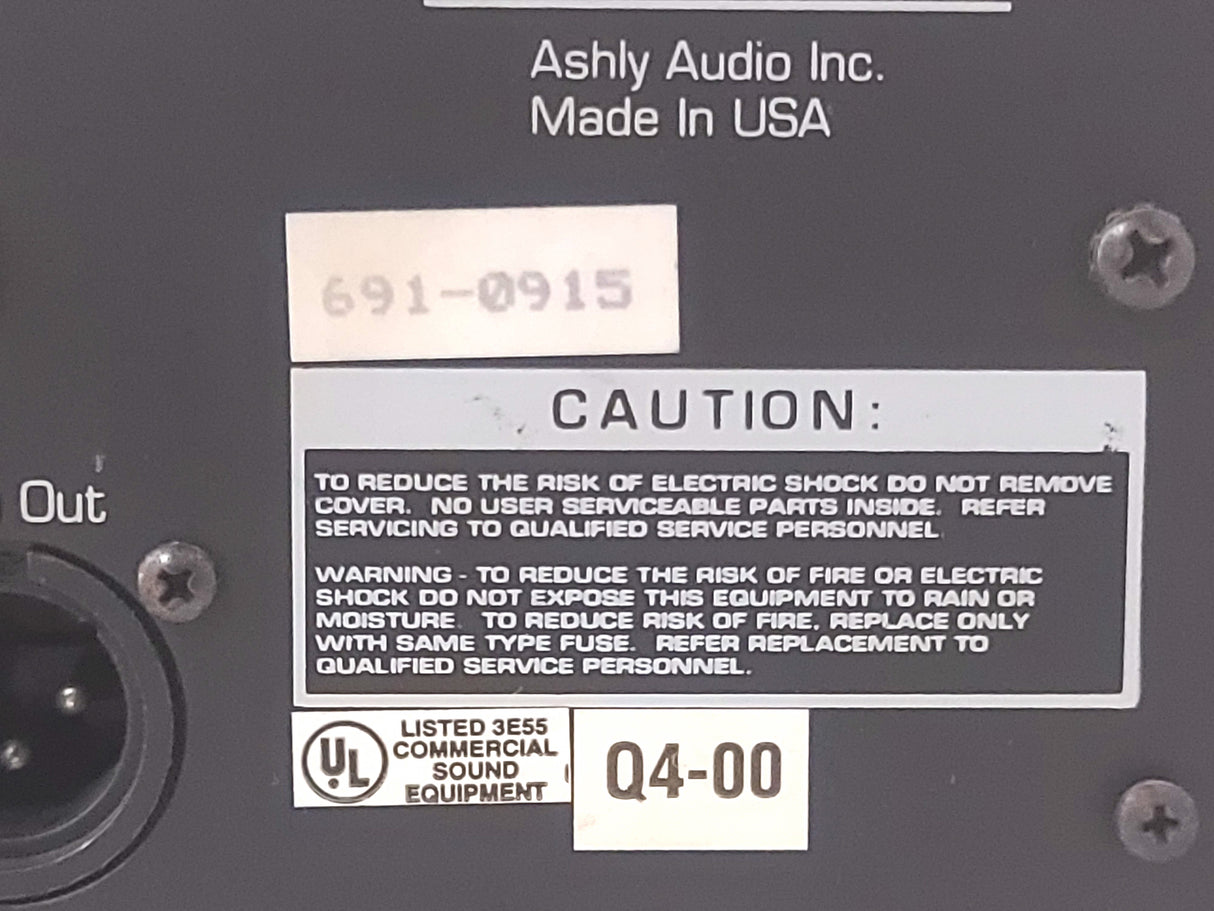 Ashly Audio Inc.
Made In USA
691-0915
CAUTION:
TO REDUCE THE RISK OF ELECTRIC SHOCK DO NOT REMOVE
COVER. NO USER SERVICEABLE PARTS INSIDE. REFER
SERVICING TO QUALIFIED SERVICE PERSONNEL
Out
WARNING - TO REDUCE THE RISK OF FIRE OR ELECTRIC
SHOCK DO NOT EXPOSE THIS EQUIPMENT TO RAIN OR
MOISTURE. TO REDUCE RISK OF FIRE, REPLACE ONLY
WITH SAME TYPE FUSE. REFER REPLACEMENT TO
QUALIFIED SERVICE PERSONNEL.
UL
LISTED 3E55
COMMERCIAL
SOUND
EQUIPMENT
Q4-00